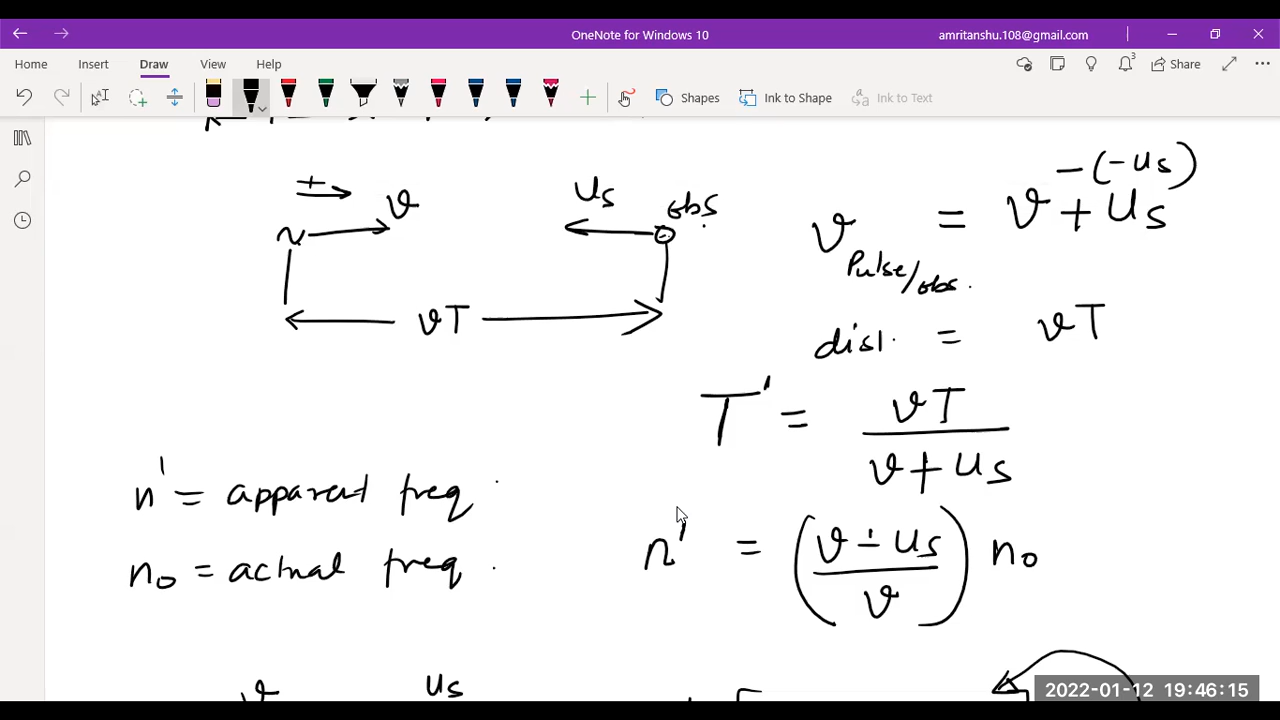 OneNote for Windows 10
amritanshu.108@gmail.com
Home Insert Draw View Help
3
Share
Shapes
Ink to Shape
Ink to Text
+
v
us
obs.
vT
-(-us)
v Pulse/obs. = v + us
dist. = vT
T' = vT / (v + us)
n' = apparent freq.
n0 = actual freq.
n' = ((v ∸ us) / v) n0
v us
2022-01-12 19:46:15